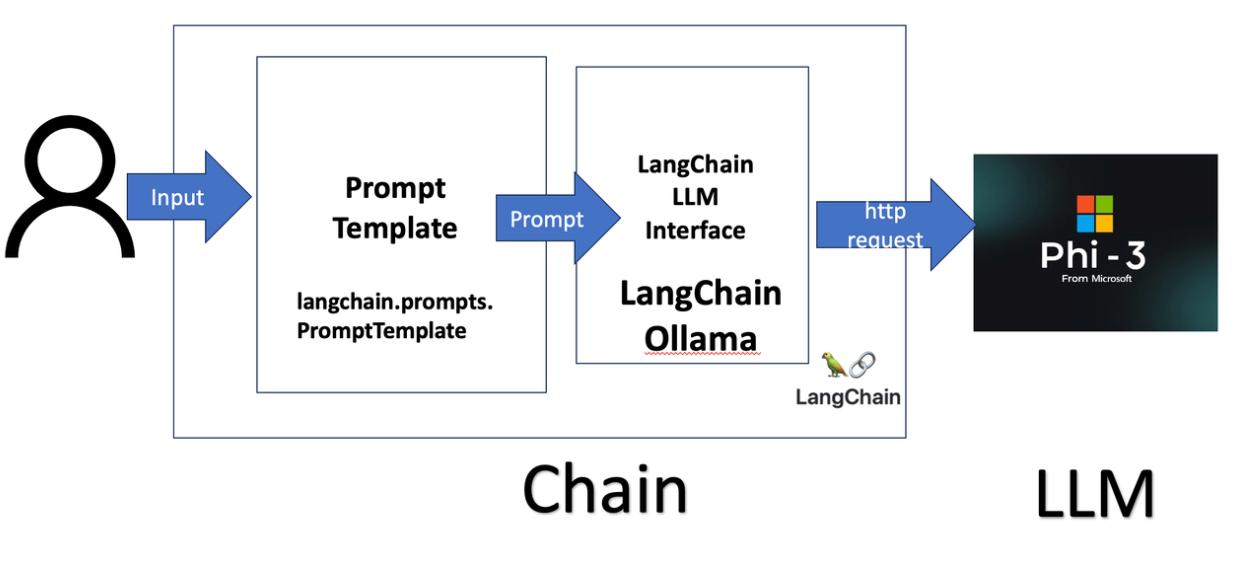 Input
Prompt
Template
langchain.prompts.
PromptTemplate
Prompt
LangChain
LLM
Interface
LangChain
Ollama
LangChain
http
request
Phi - 3
From Microsoft
Chain
LLM